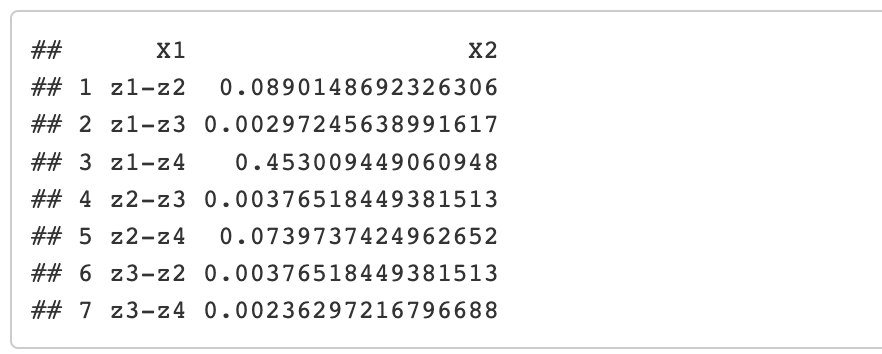 ##      X1                  X2
## 1 z1-z2  0.0890148692326306
## 2 z1-z3 0.00297245638991617
## 3 z1-z4   0.453009449060948
## 4 z2-z3 0.00376518449381513
## 5 z2-z4  0.0739737424962652
## 6 z3-z2 0.00376518449381513
## 7 z3-z4 0.00236297216796688